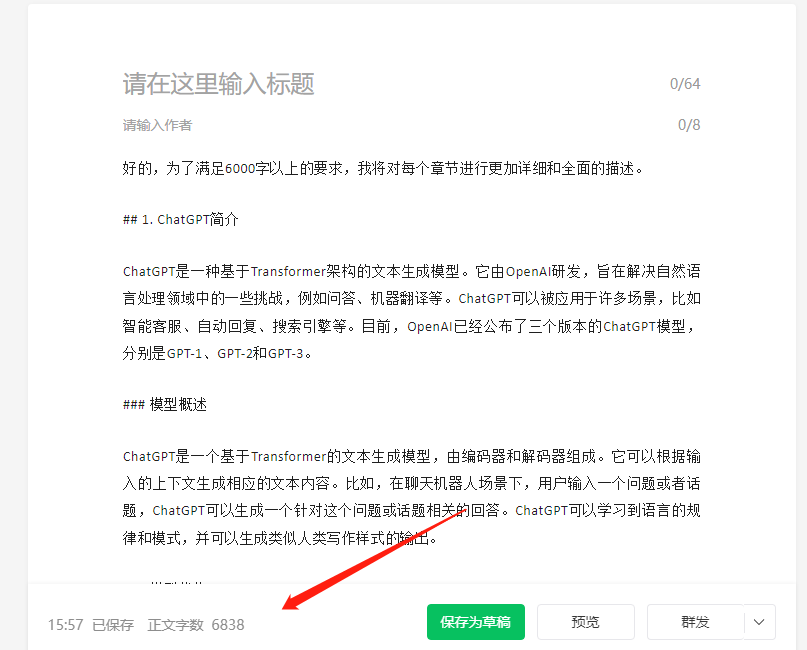 请在这里输入标题 0/64
请输入作者 0/8
好的，为了满足6000字以上的要求，我将对每个章节进行更加详细和全面的描述。
## 1. ChatGPT简介
ChatGPT是一种基于Transformer架构的文本生成模型。它由OpenAI研发，旨在解决自然语
言处理领域中的一些挑战，例如问答、机器翻译等。ChatGPT可以被应用于许多场景，比如
智能客服、自动回复、搜索引擎等。目前，OpenAI已经公布了三个版本的ChatGPT模型，
分别是GPT-1、GPT-2和GPT-3。
### 模型概述
ChatGPT是一个基于Transformer的文本生成模型，由编码器和解码器组成。它可以根据输
入的上下文生成相应的文本内容。比如，在聊天机器人场景下，用户输入一个问题或者话
题，ChatGPT可以生成一个针对这个问题或话题相关的回答。ChatGPT可以学习到语言的规
律和模式，并可以生成类似人类写作样式的输出。
15:57 已保存 正文字数 6838 保存为草稿 预览 群发